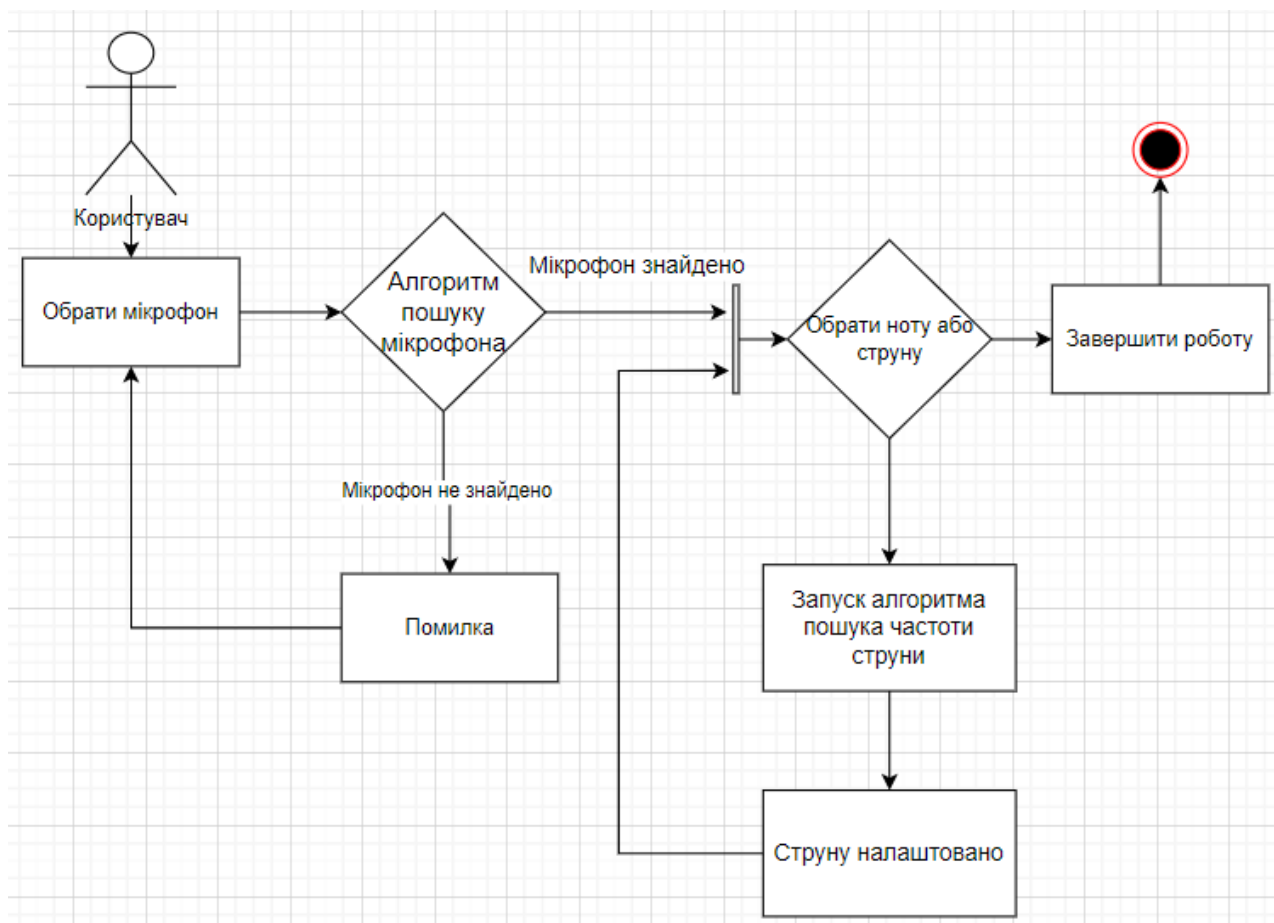 Користувач
Обрати мікрофон
Алгоритм
пошуку
мікрофона
Мікрофон знайдено
Мікрофон не знайдено
Помилка
Обрати ноту або
струну
Завершити роботу
Запуск алгоритма
пошука частоти
струни
Струну налаштовано